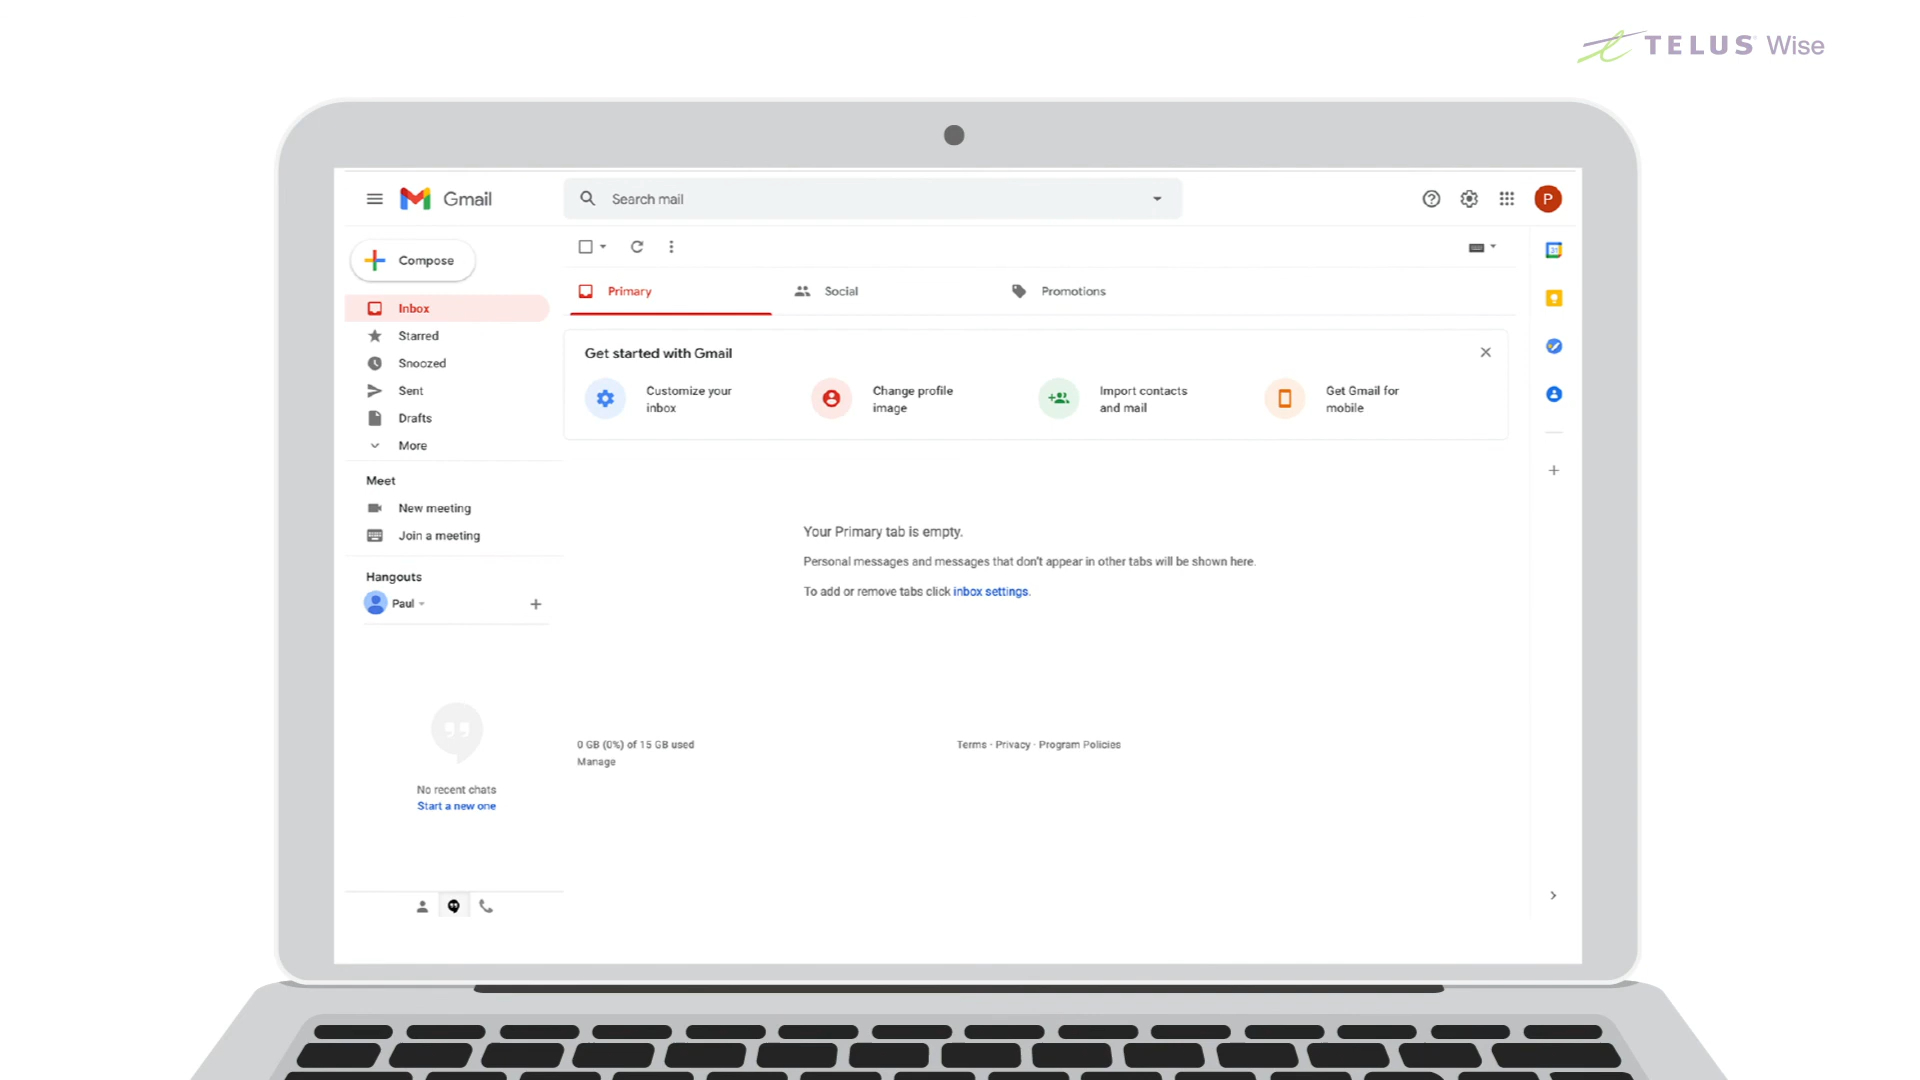 TELUS Wise
Gmail
Search mail
P
Compose
Primary
Social
Promotions
Inbox
Starred
Snoozed
Sent
Drafts
More
Get started with Gmail
Customize your
inbox
Change profile
image
Import contacts
and mail
Get Gmail for
mobile
Meet
New meeting
Join a meeting
Your Primary tab is empty.
Personal messages and messages that don't appear in other tabs will be shown here.
To add or remove tabs click inbox settings.
Hangouts
Paul
0 GB (0%) of 15 GB used
Manage
Terms · Privacy · Program Policies
No recent chats
Start a new one